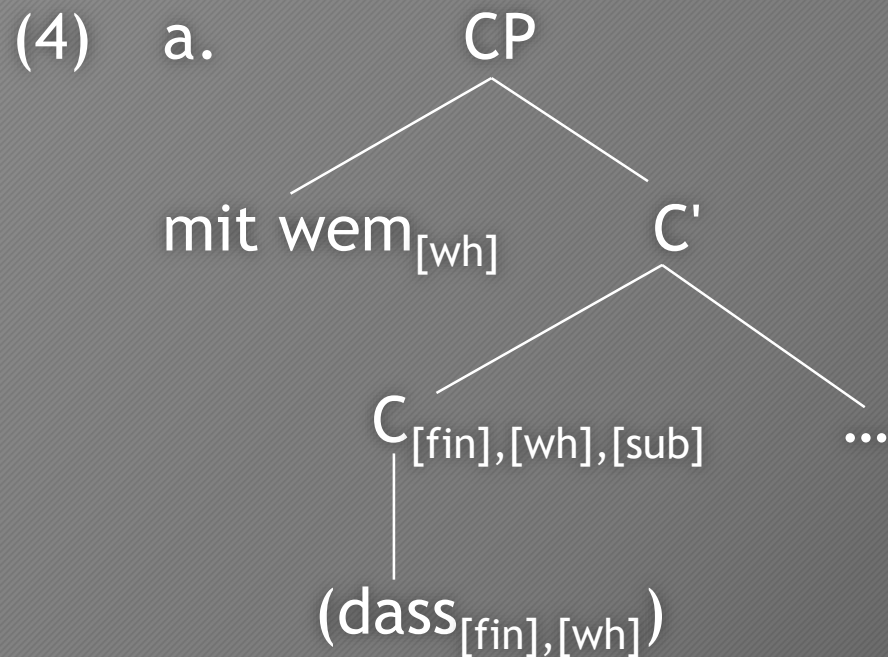 (4) a. CP
mit wem[wh] C'
C[fin],[wh],[sub] ...
(dass[fin],[wh])